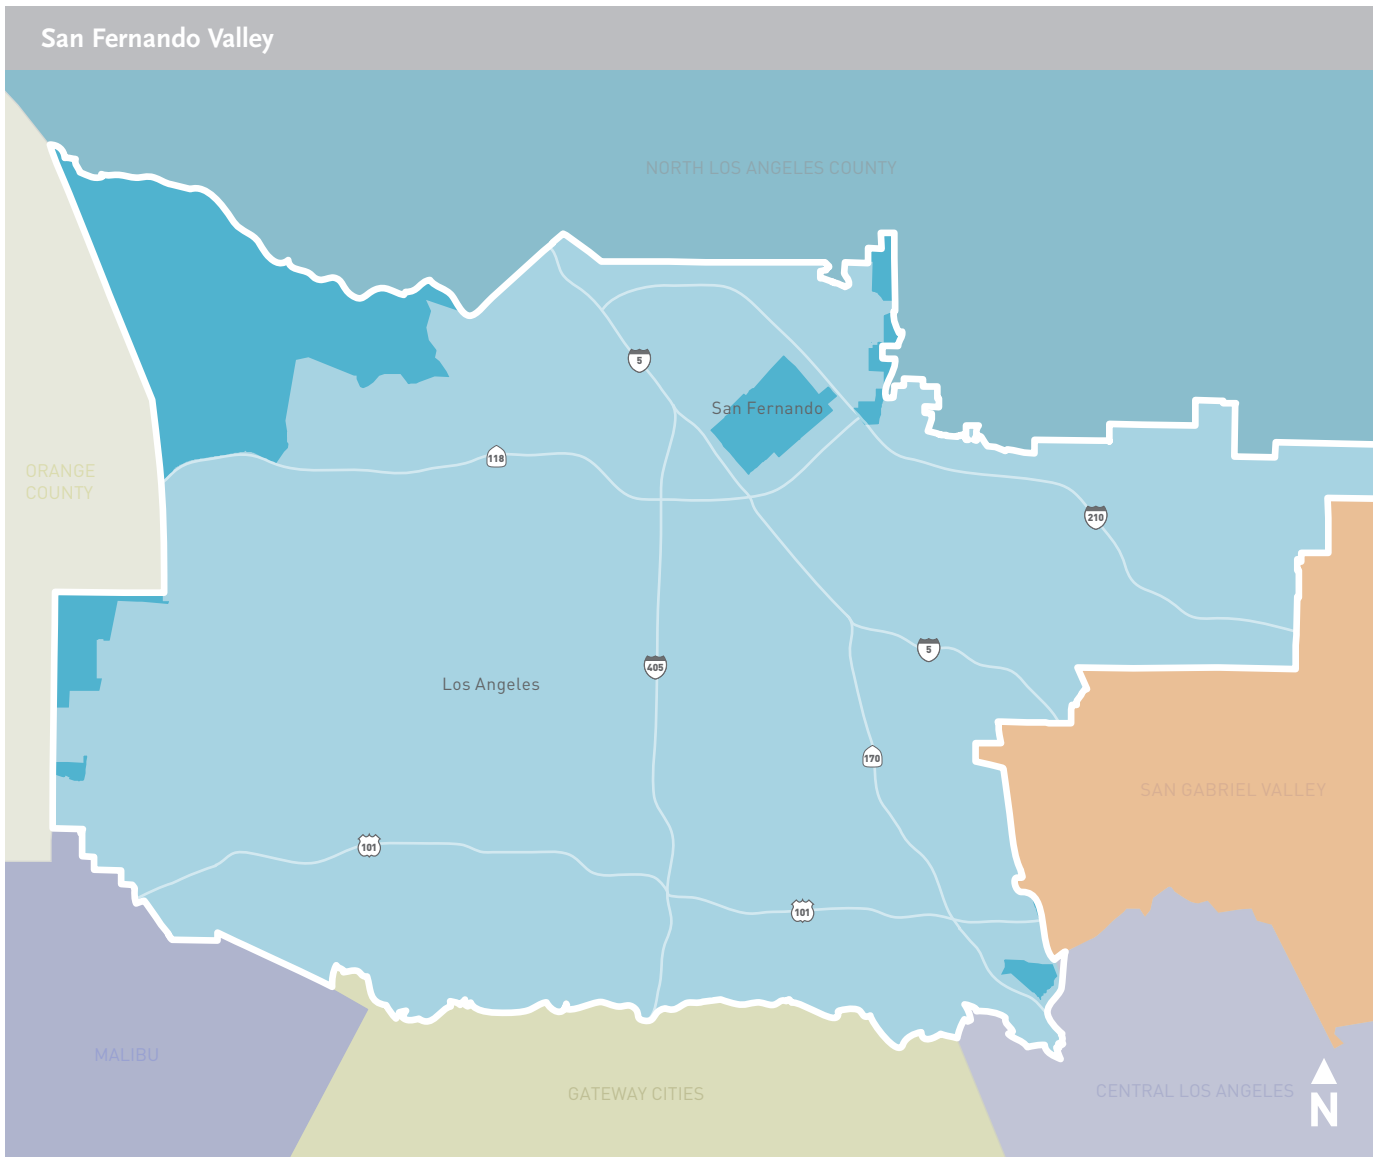 San Fernando Valley
NORTH LOS ANGELES COUNTY
5
San Fernando
118
ORANGE
COUNTY
210
5
405
Los Angeles
170
SAN GABRIEL VALLEY
101
101
MALIBU
GATEWAY CITIES
CENTRAL LOS ANGELES
N